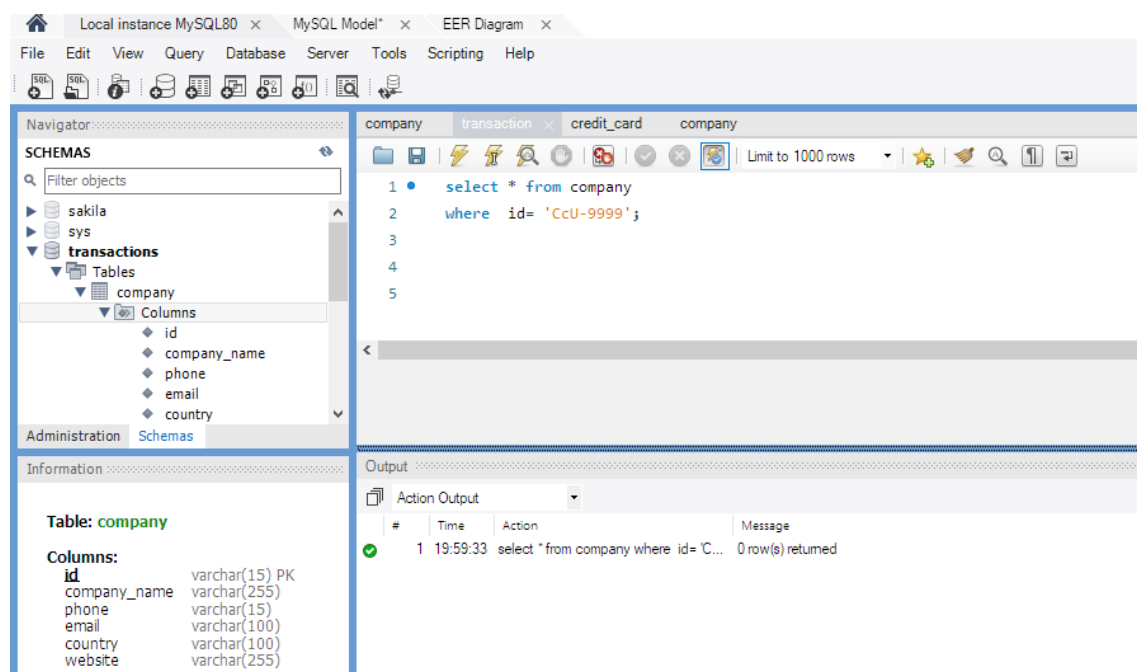 Local instance MySQL80 × MySQL Model* × EER Diagram ×
File Edit View Query Database Server Tools Scripting Help
Navigator
SCHEMAS
Filter objects
sakila
sys
transactions
Tables
company
Columns
id
company_name
phone
email
country
Administration Schemas
Information
Table: company
Columns:
id varchar(15) PK
company_name varchar(255)
phone varchar(15)
email varchar(100)
country varchar(100)
website varchar(255)
company transaction × credit_card company
Limit to 1000 rows
1 select * from company
2 where id= 'CcU-9999';
3
4
5
Output
Action Output
# Time Action Message
1 19:59:33 select * from company where id= 'C... 0 row(s) returned